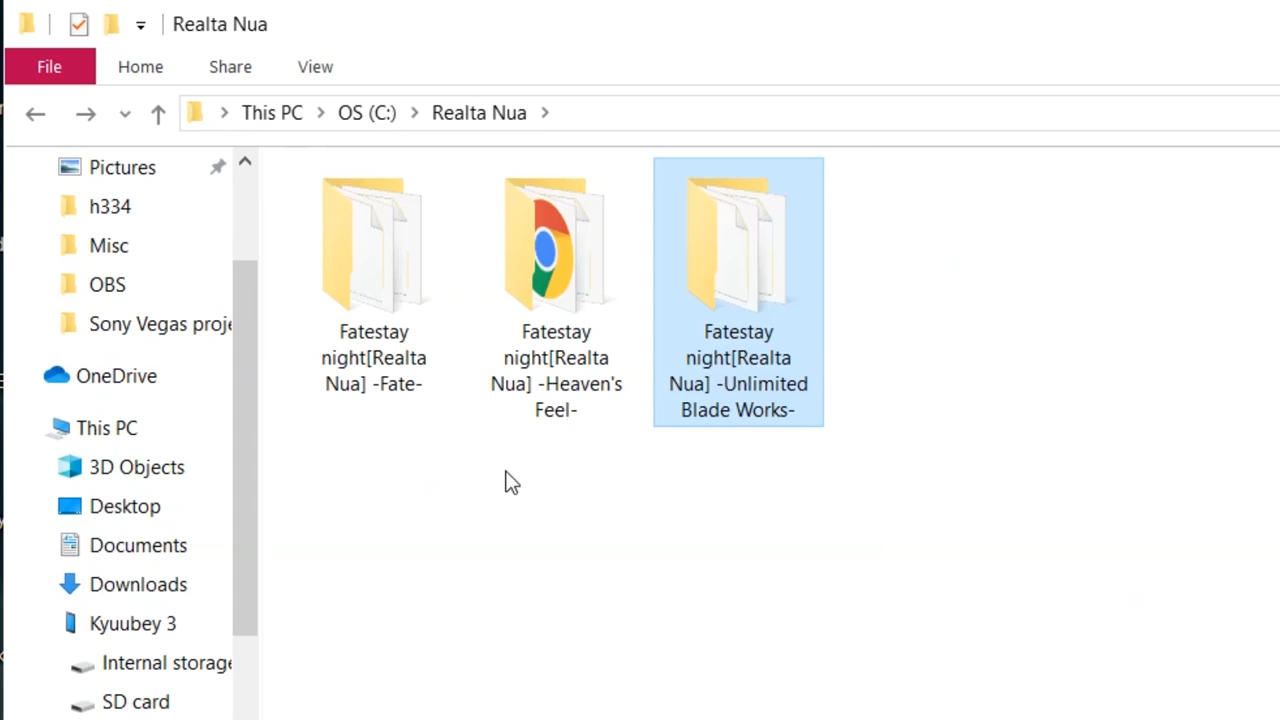 Realta Nua
File Home Share View
This PC OS (C:) Realta Nua
Pictures
h334
Misc
OBS
Sony Vegas proje
OneDrive
This PC
3D Objects
Desktop
Documents
Downloads
Kyuubey 3
Internal storage
SD card
Fatestay
night[Realta
Nua] -Fate-
Fatestay
night[Realta
Nua] -Heaven's
Feel-
Fatestay
night[Realta
Nua] -Unlimited
Blade Works-